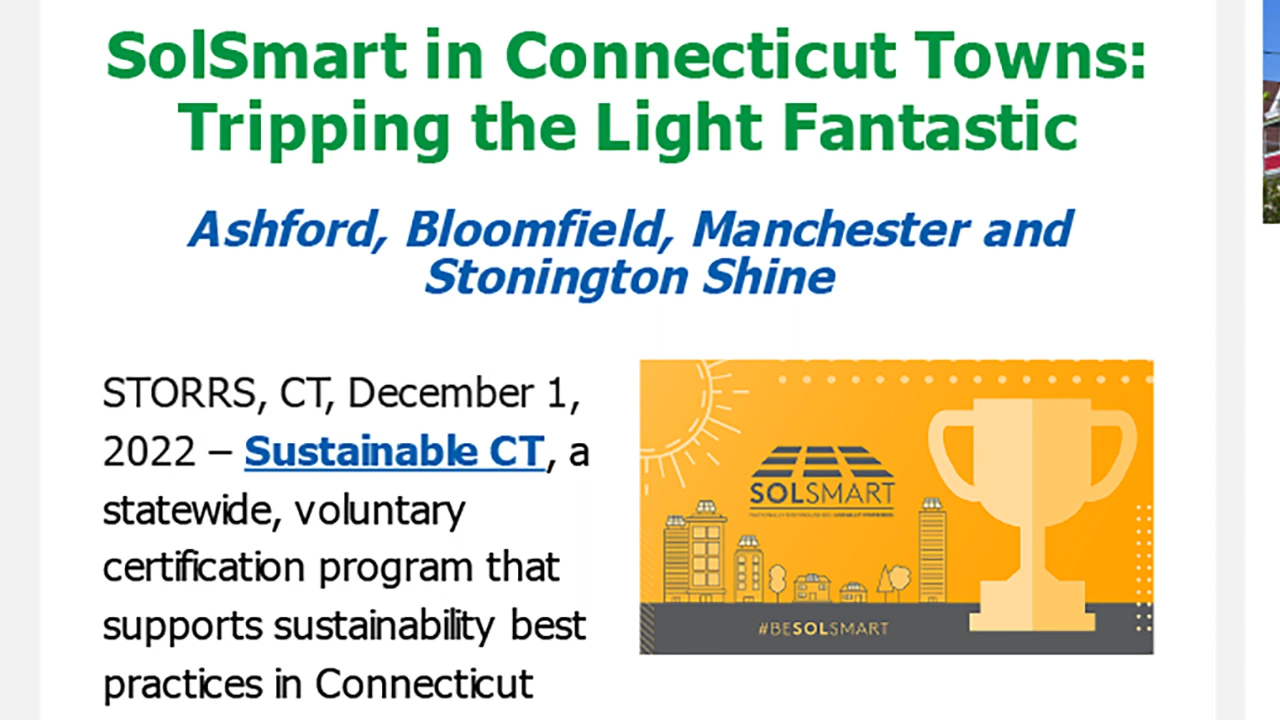 SolSmart in Connecticut Towns:
Tripping the Light Fantastic
Ashford, Bloomfield, Manchester and
Stonington Shine
STORRS, CT, December 1,
2022 – Sustainable CT, a
statewide, voluntary
certification program that
supports sustainability best
practices in Connecticut
SOLSMART
#BESOLSMART